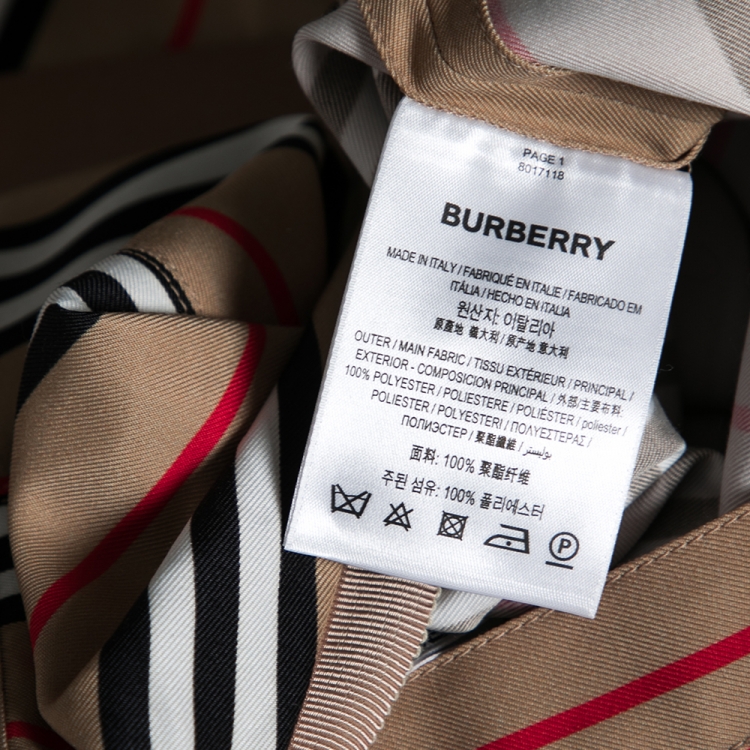 PAGE 1
8017118
BURBERRY
MADE IN ITALY / FABRIQUÉ EN ITALIE / FABRICADO EM
ITÁLIA / HECHO EN ITALIA
원산지: 이탈리아
原產地 義大利 / 原产地 意大利
OUTER / MAIN FABRIC / TISSU EXTÉRIEUR / PRINCIPAL /
EXTERIOR - COMPOSICION PRINCIPAL / 外部/主要布料:
100% POLYESTER / POLIESTERE / POLIÉSTER / poliester /
POLIESTER / POLYESTERI / ΠΟΛΥΕΣΤΕΡΑΣ /
ПОЛИЭСТЕР / 聚酯纖維 / بوليستر
面料: 100% 聚酯纤维
주된 섬유: 100% 폴리에스터
P